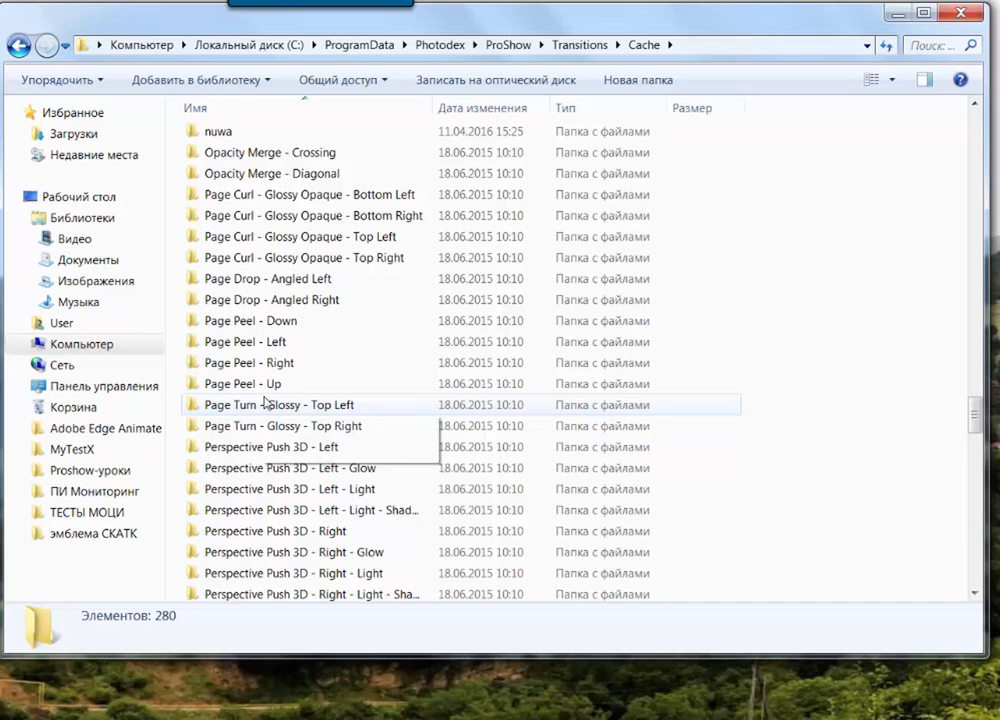 Компьютер Локальный диск (C:) ProgramData Photodex ProShow Transitions Cache Поиск: ...
Упорядочить Добавить в библиотеку Общий доступ Записать на оптический диск Новая папка
Имя Дата изменения Тип Размер
Избранное
Загрузки
Недавние места
Рабочий стол
Библиотеки
Видео
Документы
Изображения
Музыка
User
Компьютер
Сеть
Панель управления
Корзина
Adobe Edge Animate
MyTestX
Proshow-уроки
ПИ Мониторинг
ТЕСТЫ МОЦИ
эмблема СКАТК
nuwa 11.04.2016 15:25 Папка с файлами
Opacity Merge - Crossing 18.06.2015 10:10 Папка с файлами
Opacity Merge - Diagonal 18.06.2015 10:10 Папка с файлами
Page Curl - Glossy Opaque - Bottom Left 18.06.2015 10:10 Папка с файлами
Page Curl - Glossy Opaque - Bottom Right 18.06.2015 10:10 Папка с файлами
Page Curl - Glossy Opaque - Top Left 18.06.2015 10:10 Папка с файлами
Page Curl - Glossy Opaque - Top Right 18.06.2015 10:10 Папка с файлами
Page Drop - Angled Left 18.06.2015 10:10 Папка с файлами
Page Drop - Angled Right 18.06.2015 10:10 Папка с файлами
Page Peel - Down 18.06.2015 10:10 Папка с файлами
Page Peel - Left 18.06.2015 10:10 Папка с файлами
Page Peel - Right 18.06.2015 10:10 Папка с файлами
Page Peel - Up 18.06.2015 10:10 Папка с файлами
Page Turn - Glossy - Top Left 18.06.2015 10:10 Папка с файлами
Page Turn - Glossy - Top Right 18.06.2015 10:10 Папка с файлами
Perspective Push 3D - Left 18.06.2015 10:10 Папка с файлами
Perspective Push 3D - Left - Glow 18.06.2015 10:10 Папка с файлами
Perspective Push 3D - Left - Light 18.06.2015 10:10 Папка с файлами
Perspective Push 3D - Left - Light - Shad... 18.06.2015 10:10 Папка с файлами
Perspective Push 3D - Right 18.06.2015 10:10 Папка с файлами
Perspective Push 3D - Right - Glow 18.06.2015 10:10 Папка с файлами
Perspective Push 3D - Right - Light 18.06.2015 10:10 Папка с файлами
Perspective Push 3D - Right - Light - Sha... 18.06.2015 10:10 Папка с файлами
Элементов: 280